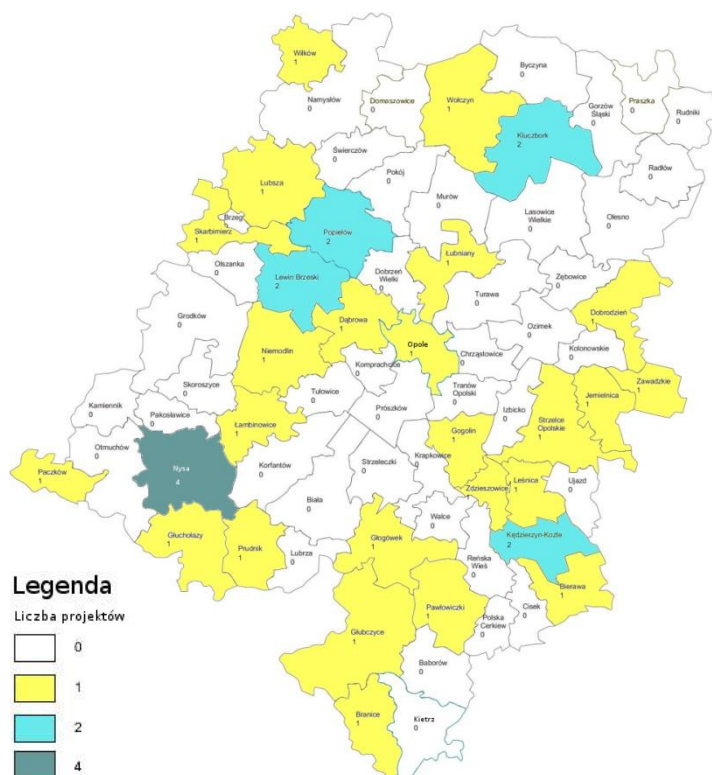 Wilków
1
Namysłów
0
Domaszowice
0
Wołczyn
1
Byczyna
0
Kluczbork
2
Gorzów
Śląski
0
Praszka
0
Rudniki
0
Radłów
0
Świerczów
0
Pokój
0
Murów
0
Lasowice
Wielkie
0
Olesno
0
Lubsza
1
Brzeg
Skarbimierz
1
Popielów
2
Olszanka
0
Lewin Brzeski
2
Dobrzeń
Wielki
0
Łubniany
1
Turawa
0
Zębowice
0
Dobrodzień
1
Grodków
0
Dąbrowa
1
Opole
1
Chrząstowice
0
Ozimek
0
Kolonowskie
0
Niemodlin
1
Komprachcice
0
Skoroszyce
0
Tułowice
0
Prószków
0
Tranów
Opolski
0
Izbicko
0
Strzelce
Opolskie
1
Jemielnica
1
Zawadzkie
1
Kamiennik
0
Pakosławice
0
Łambinowice
1
Otmuchów
0
Paczków
1
Nysa
4
Korfantów
0
Strzeleczki
0
Krapkowice
0
Gogolin
1
Zdzieszowice
1
Leśnica
1
Ujazd
0
Biała
0
Walce
0
Kędzierzyn-Koźle
2
Głuchołazy
1
Prudnik
1
Lubrza
0
Głogówek
1
Reńska
Wieś
0
Bierawa
1
Pawłowiczki
1
Polska
Cerkiew
0
Cisek
0
Głubczyce
1
Baborów
0
Branice
1
Kietrz
0
Legenda
Liczba projektów
0
1
2
4